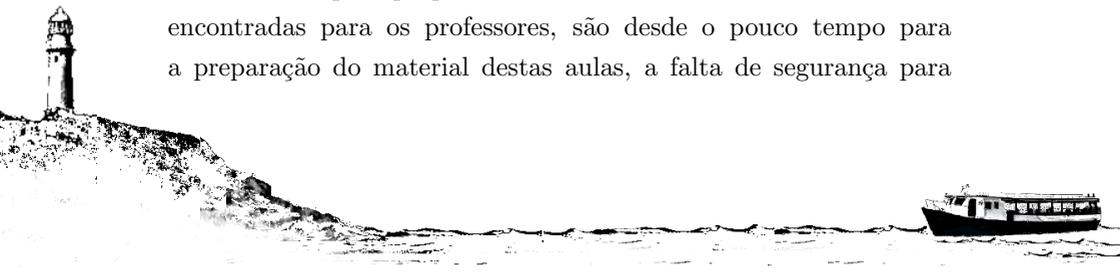 encontradas para os professores, são desde o pouco tempo para
a preparação do material destas aulas, a falta de segurança para